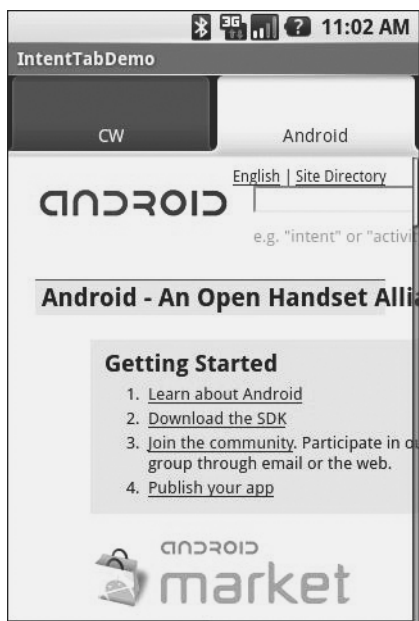 3G 11:02 AM
IntentTabDemo
CW Android
English | Site Directory
ANDROID
e.g. "intent" or "activi
Android - An Open Handset Allia
Getting Started
1. Learn about Android
2. Download the SDK
3. Join the community. Participate in ou
group through email or the web.
4. Publish your app
ANDROID
market